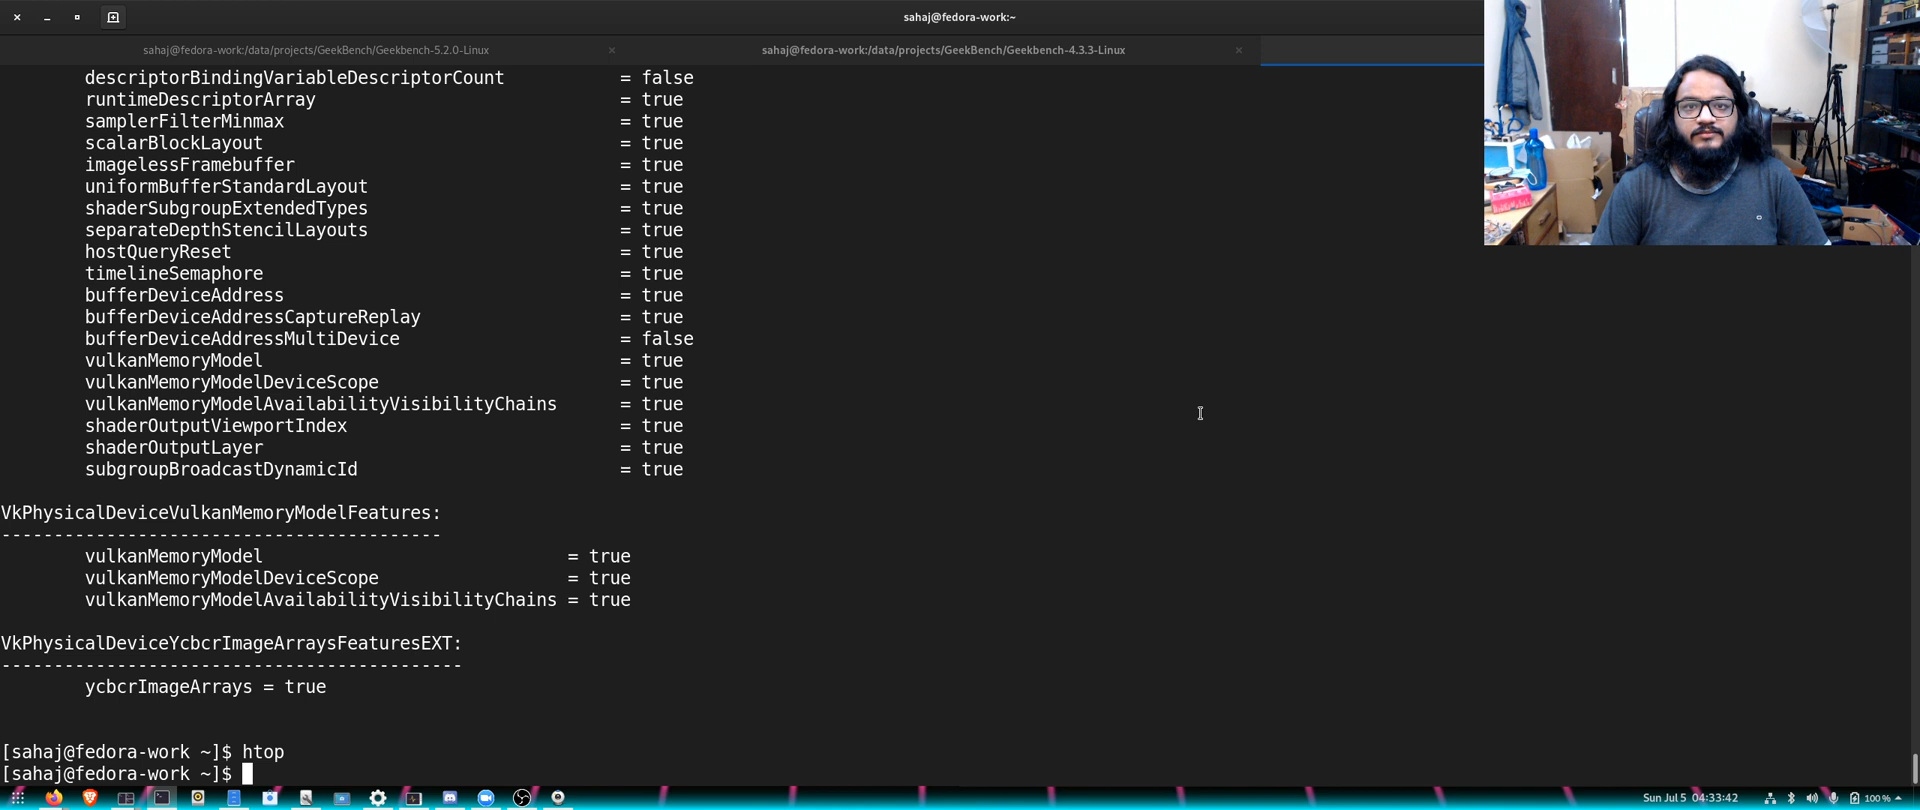 sahaj@fedora-work:~
sahaj@fedora-work:/data/projects/GeekBench/Geekbench-5.2.0-Linux
sahaj@fedora-work:/data/projects/GeekBench/Geekbench-4.3.3-Linux
descriptorBindingVariableDescriptorCount = false
runtimeDescriptorArray = true
samplerFilterMinmax = true
scalarBlockLayout = true
imagelessFramebuffer = true
uniformBufferStandardLayout = true
shaderSubgroupExtendedTypes = true
separateDepthStencilLayouts = true
hostQueryReset = true
timelineSemaphore = true
bufferDeviceAddress = true
bufferDeviceAddressCaptureReplay = true
bufferDeviceAddressMultiDevice = false
vulkanMemoryModel = true
vulkanMemoryModelDeviceScope = true
vulkanMemoryModelAvailabilityVisibilityChains = true
shaderOutputViewportIndex = true
shaderOutputLayer = true
subgroupBroadcastDynamicId = true
VkPhysicalDeviceVulkanMemoryModelFeatures:
------------------------------------------
vulkanMemoryModel = true
vulkanMemoryModelDeviceScope = true
vulkanMemoryModelAvailabilityVisibilityChains = true
VkPhysicalDeviceYcbcrImageArraysFeaturesEXT:
--------------------------------------------
ycbcrImageArrays = true
[sahaj@fedora-work ~]$ htop
[sahaj@fedora-work ~]$
Sun Jul 5 04:33:42
100 %